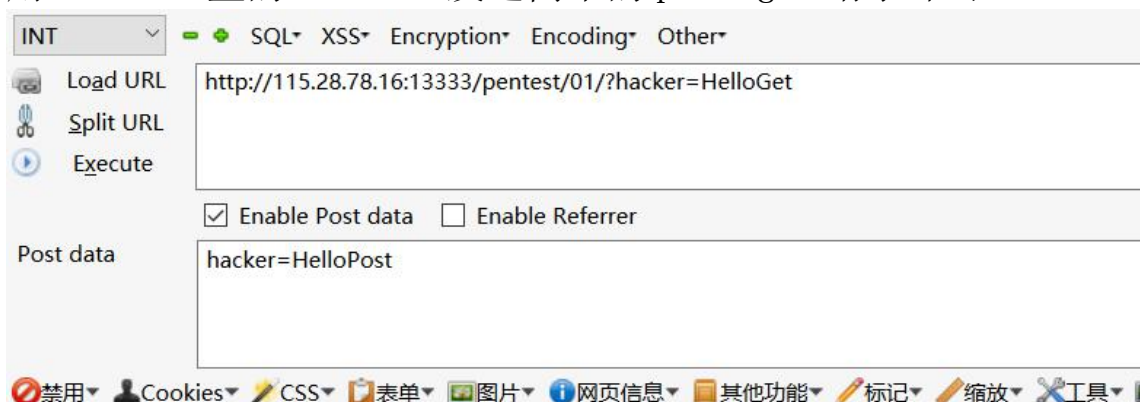 INT SQL▾ XSS▾ Encryption▾ Encoding▾ Other▾
Load URL http://115.28.78.16:13333/pentest/01/?hacker=HelloGet
Split URL
Execute
Enable Post data Enable Referrer
Post data hacker=HelloPost
禁用▾ Cookies▾ CSS▾ 表单▾ 图片▾ 网页信息▾ 其他功能▾ 标记▾ 缩放▾ 工具▾